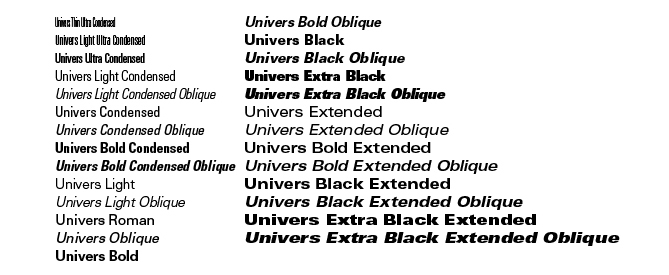 Univers Thin Ultra Condensed
Univers Light Ultra Condensed
Univers Ultra Condensed
Univers Light Condensed
Univers Light Condensed Oblique
Univers Condensed
Univers Condensed Oblique
Univers Bold Condensed
Univers Bold Condensed Oblique
Univers Light
Univers Light Oblique
Univers Roman
Univers Oblique
Univers Bold
Univers Bold Oblique
Univers Black
Univers Black Oblique
Univers Extra Black
Univers Extra Black Oblique
Univers Extended
Univers Extended Oblique
Univers Bold Extended
Univers Bold Extended Oblique
Univers Black Extended
Univers Black Extended Oblique
Univers Extra Black Extended
Univers Extra Black Extended Oblique